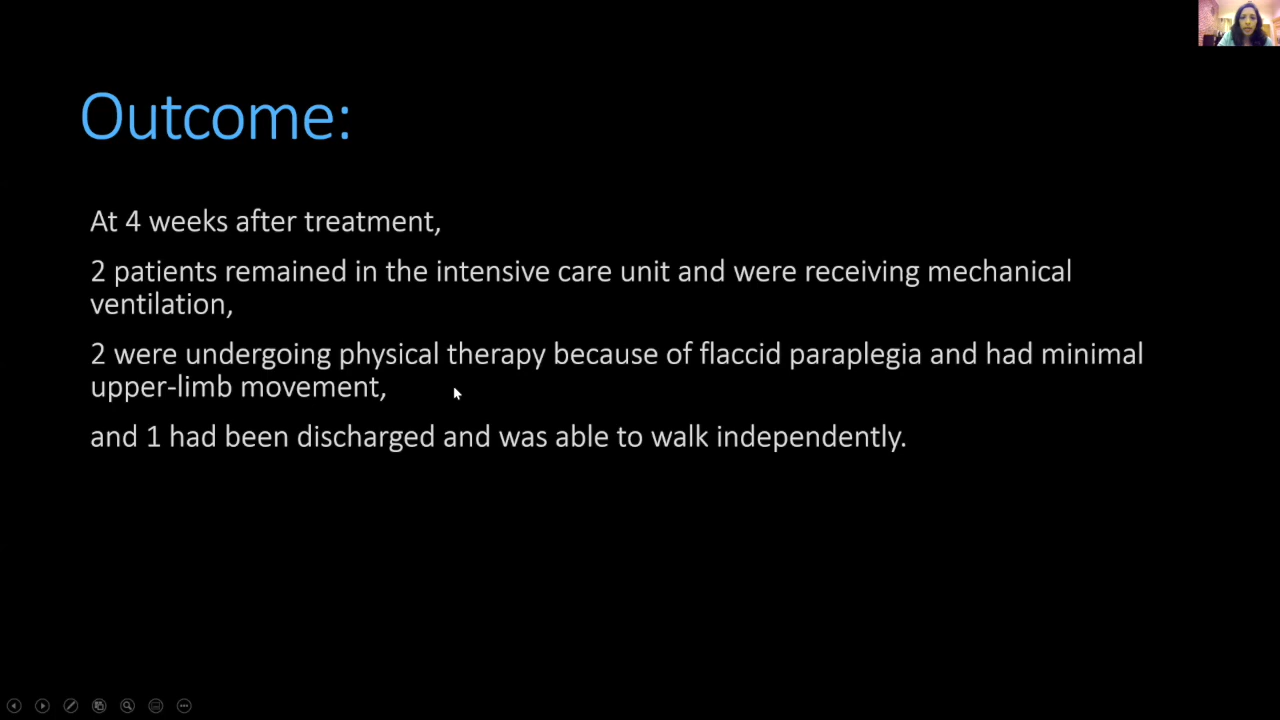 Outcome:
At 4 weeks after treatment,
2 patients remained in the intensive care unit and were receiving mechanical
ventilation,
2 were undergoing physical therapy because of flaccid paraplegia and had minimal
upper-limb movement,
and 1 had been discharged and was able to walk independently.